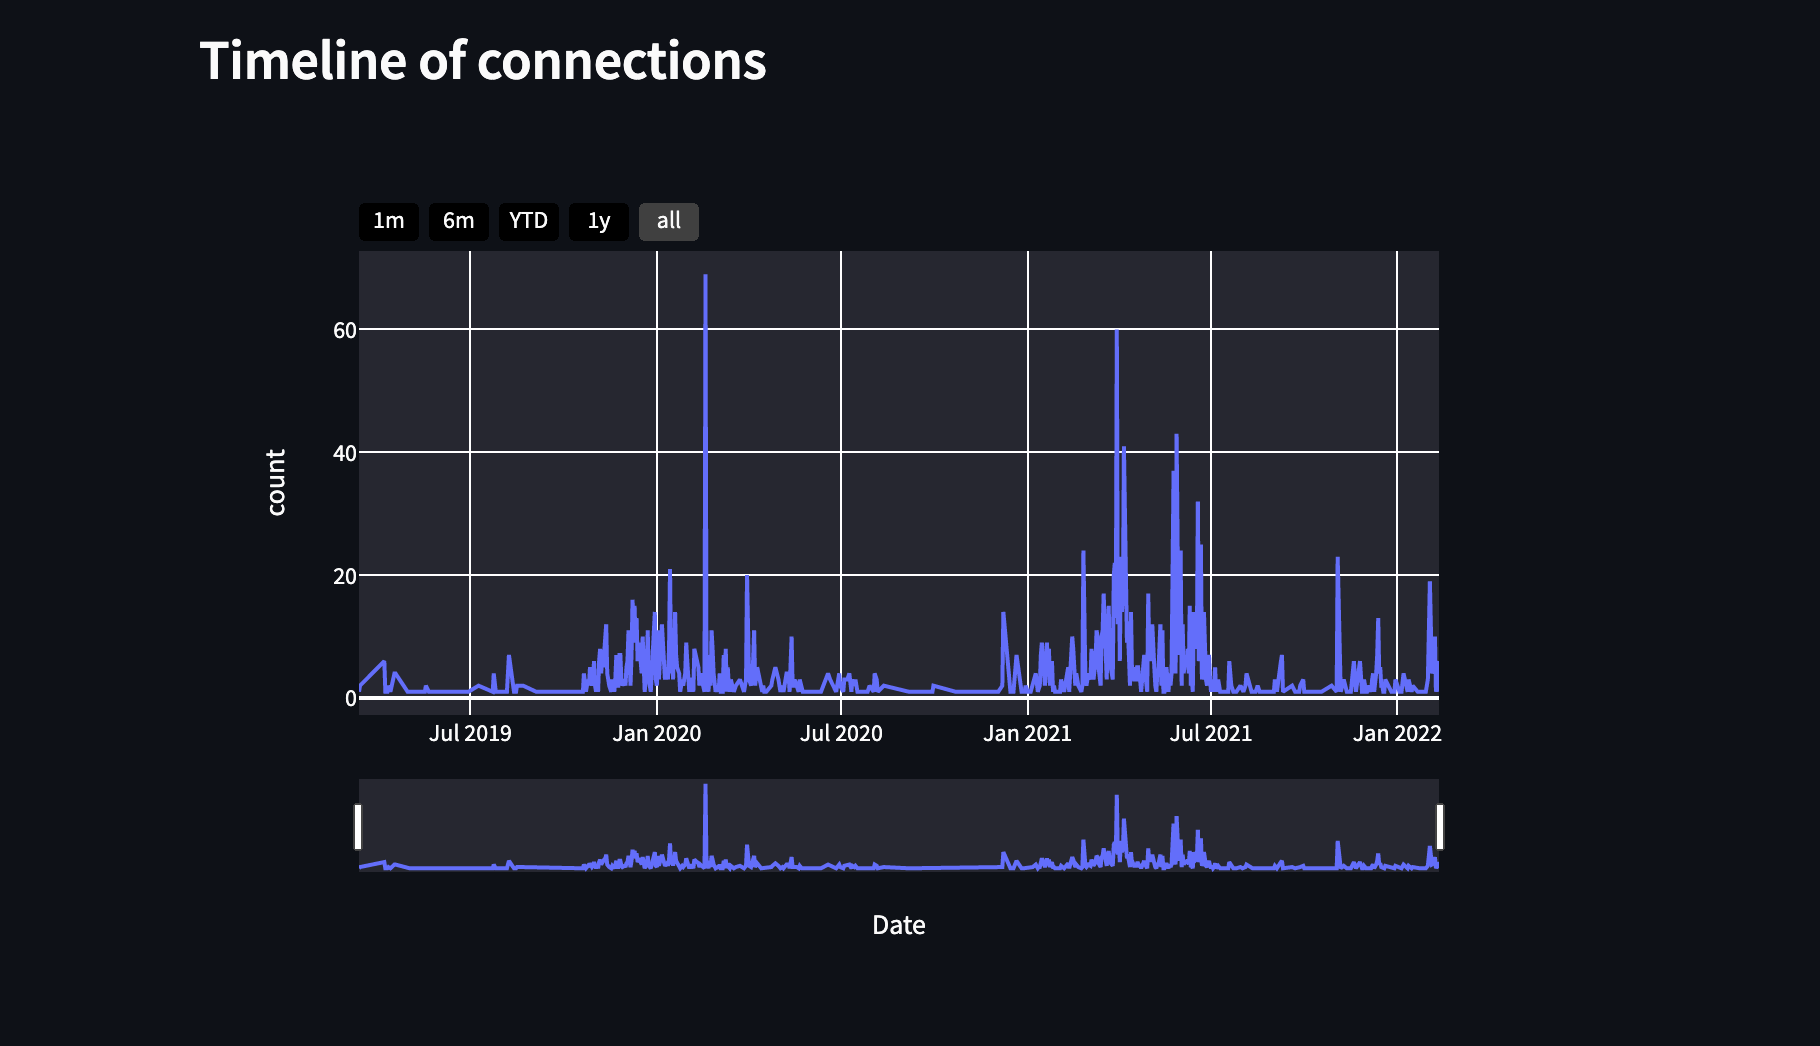 Timeline of connections
1m 6m YTD 1y all
60
40
20
0
count
Jul 2019 Jan 2020 Jul 2020 Jan 2021 Jul 2021 Jan 2022
Date